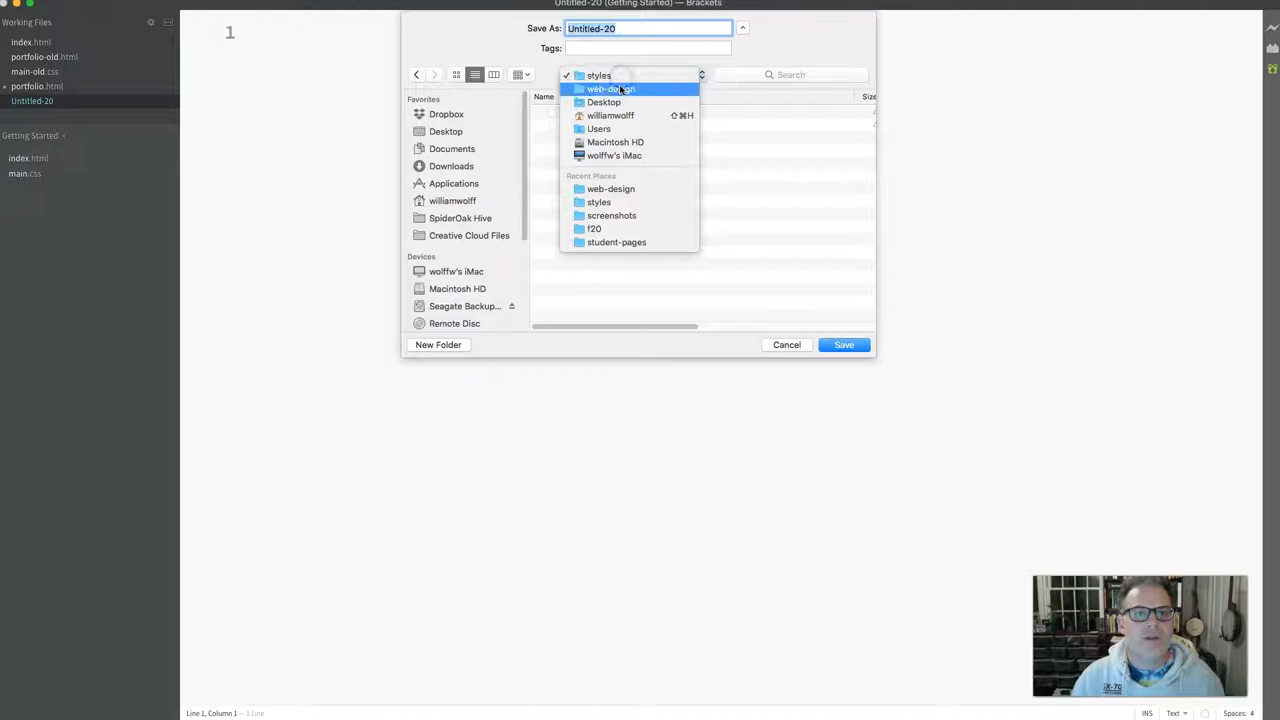 Untitled-20 (Getting Started) — Brackets
Working Files
index.html
portfolio-old.html
main-old.css
portfolio.html
Untitled-20
Getting Started
index.html
main.css
1
Save As: Untitled-20
Tags:
styles
web-design
Desktop
williamwolff ⇧⌘H
Users
Macintosh HD
wolffw's iMac
Recent Places
web-design
styles
screenshots
f20
student-pages
Search
Name
Size
Favorites
Dropbox
Desktop
Documents
Downloads
Applications
williamwolff
SpiderOak Hive
Creative Cloud Files
Devices
wolffw's iMac
Macintosh HD
Seagate Backup...
Remote Disc
New Folder
Cancel
Save
Line 1, Column 1 — 1 Line
INS
Text
Spaces: 4